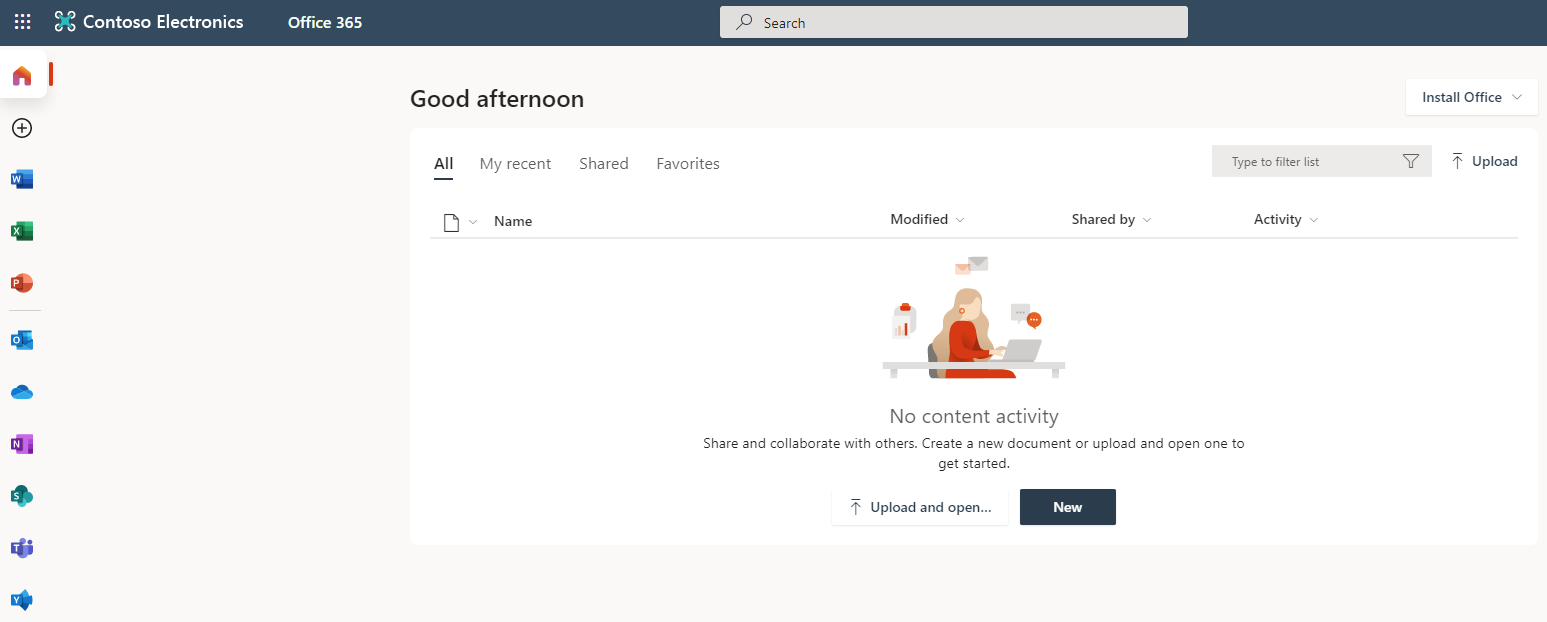 Contoso Electronics Office 365 Search
Good afternoon
Install Office
All My recent Shared Favorites Type to filter list Upload
Name Modified Shared by Activity
No content activity
Share and collaborate with others. Create a new document or upload and open one to
get started.
Upload and open... New
W
X
P
O
N
S
T
Y